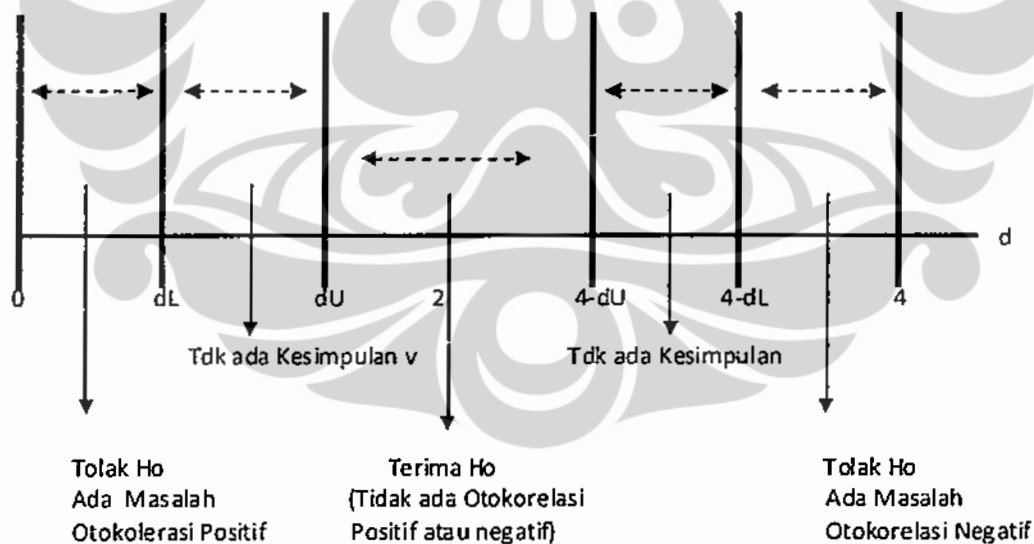 d
0 dL dU 2 4-dU 4-dL 4
Tdk ada Kesimpulan v Tdk ada Kesimpulan
Tolak Ho
Ada Masalah
Otokolerasi Positif
Terima Ho
(Tidak ada Otokorelasi
Positif atau negatif)
Tolak Ho
Ada Masalah
Otokorelasi Negatif